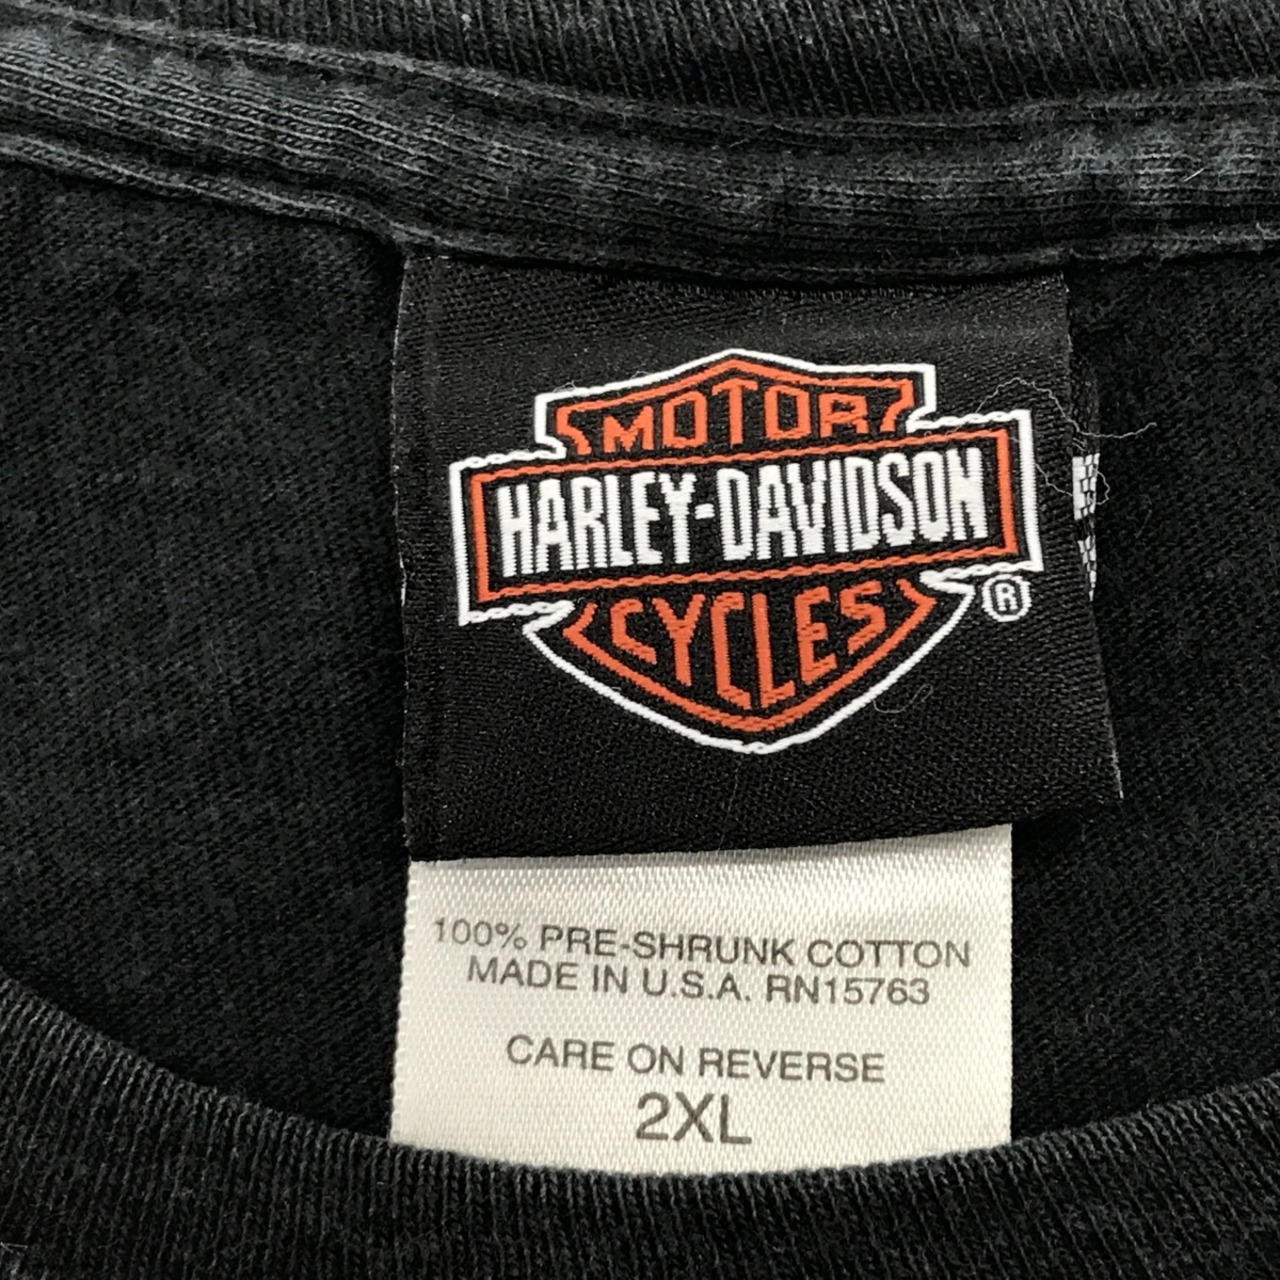 MOTOR
HARLEY-DAVIDSON
CYCLES
®
100% PRE-SHRUNK COTTON
MADE IN U.S.A. RN15763
CARE ON REVERSE
2XL